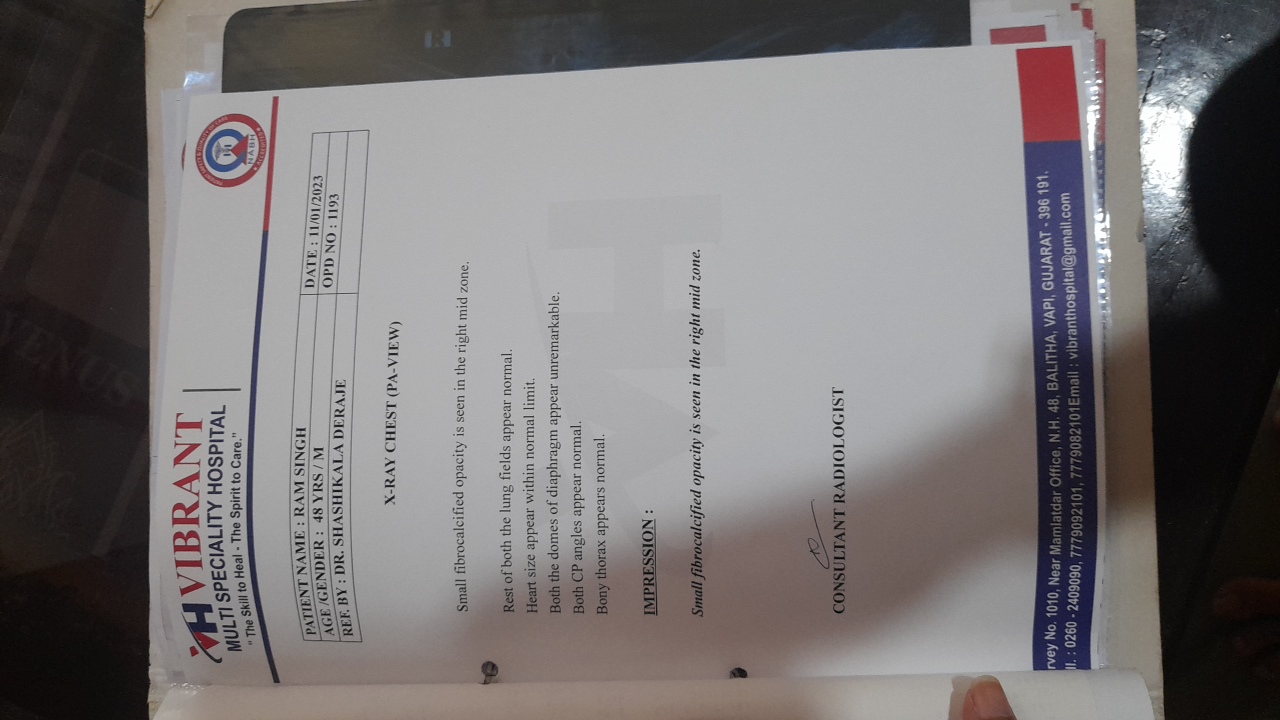 VH VIBRANT
MULTI SPECIALITY HOSPITAL
" The Skill to Heal - The Spirit to Care."
NABH
ACCREDITED
PATIENT NAME : RAM SINGH
DATE : 11/01/2023
AGE /GENDER : 48 YRS / M
OPD NO : 1193
REF. BY : DR. SHASHIKALA DERAJE
X-RAY CHEST (PA-VIEW)
Small fibrocalcified opacity is seen in the right mid zone.
Rest of both the lung fields appear normal.
Heart size appear within normal limit.
Both the domes of diaphragm appear unremarkable.
Both CP angles appear normal.
Bony thorax appears normal.
IMPRESSION :
Small fibrocalcified opacity is seen in the right mid zone.
CONSULTANT RADIOLOGIST
rvey No. 1010, Near Mamlatdar Office, N.H. 48, BALITHA, VAPI, GUJARAT - 396 191.
ll. : 0260 - 2409090, 7779092101, 7779082101Email : vibranthospital@gmail.com